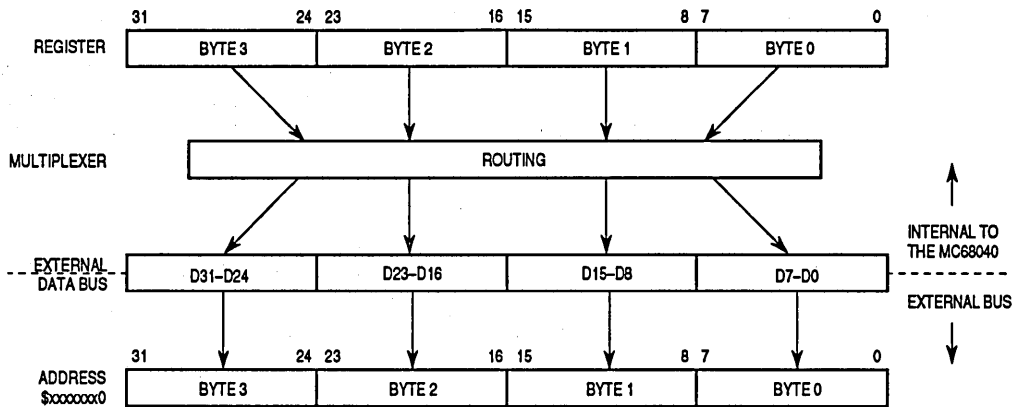 31 24 23 16 15 8 7 0
REGISTER BYTE 3 BYTE 2 BYTE 1 BYTE 0
MULTIPLEXER ROUTING
INTERNAL TO
THE MC68040
EXTERNAL
DATA BUS
D31–D24 D23–D16 D15–D8 D7–D0
EXTERNAL BUS
31 24 23 16 15 8 7 0
ADDRESS
$xxxxxxx0
BYTE 3 BYTE 2 BYTE 1 BYTE 0